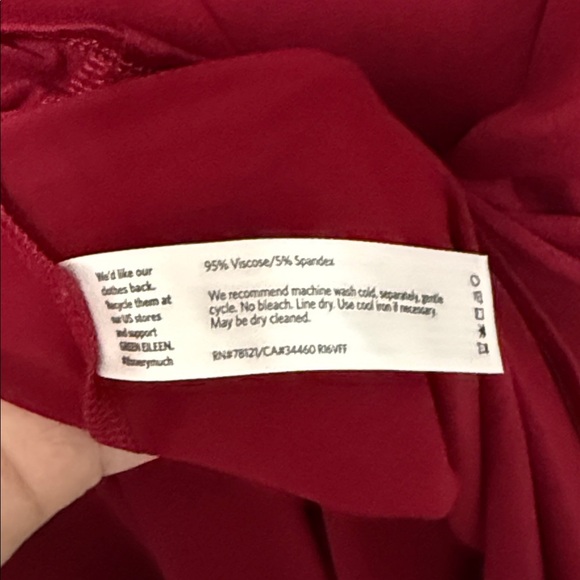 We'd like our
clothes back.
Recycle them at
our US stores
and support
GREEN EILEEN.
95% Viscose/5% Spandex
We recommend machine wash cold, separately, gentle
cycle. No bleach. Line dry. Use cool iron if necessary.
May be dry cleaned.
RN#78121/CA#34460 R16VFF